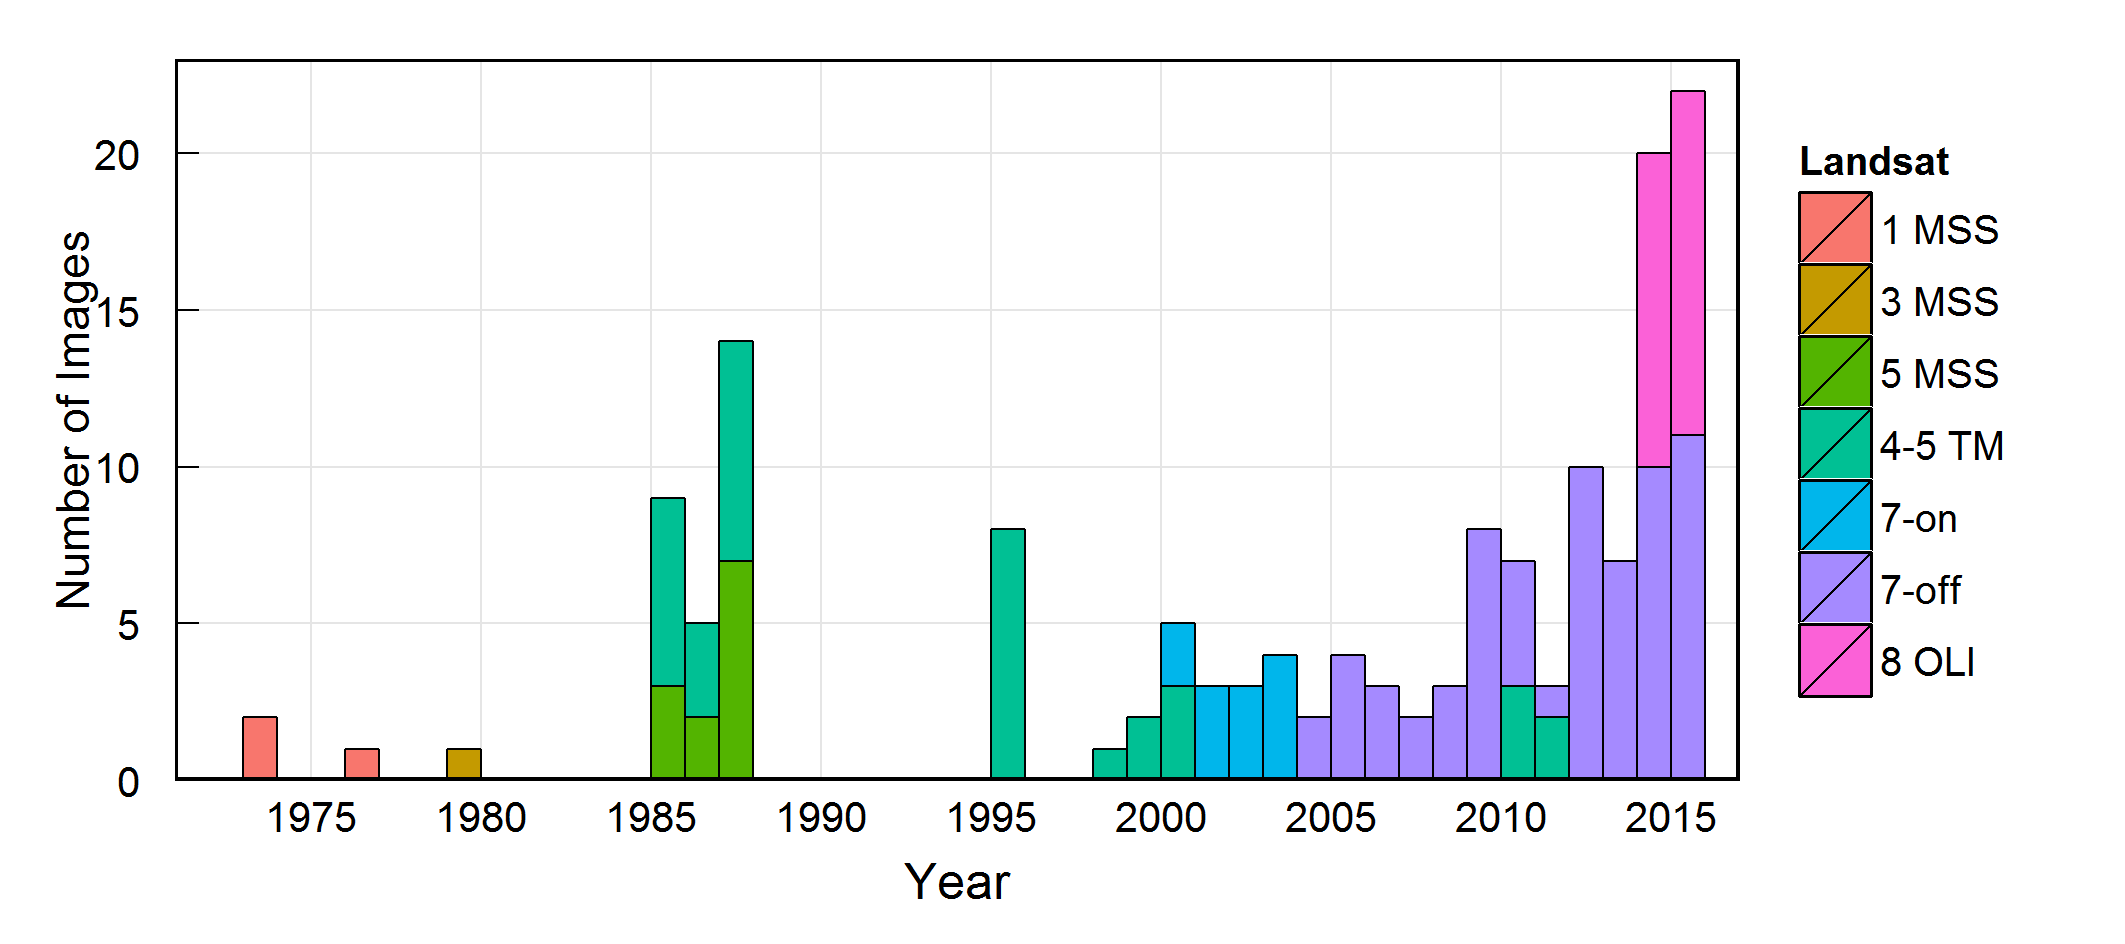 Number of Images
20
15
10
5
0
1975 1980 1985 1990 1995 2000 2005 2010 2015
Year
Landsat
1 MSS
3 MSS
5 MSS
4-5 TM
7-on
7-off
8 OLI